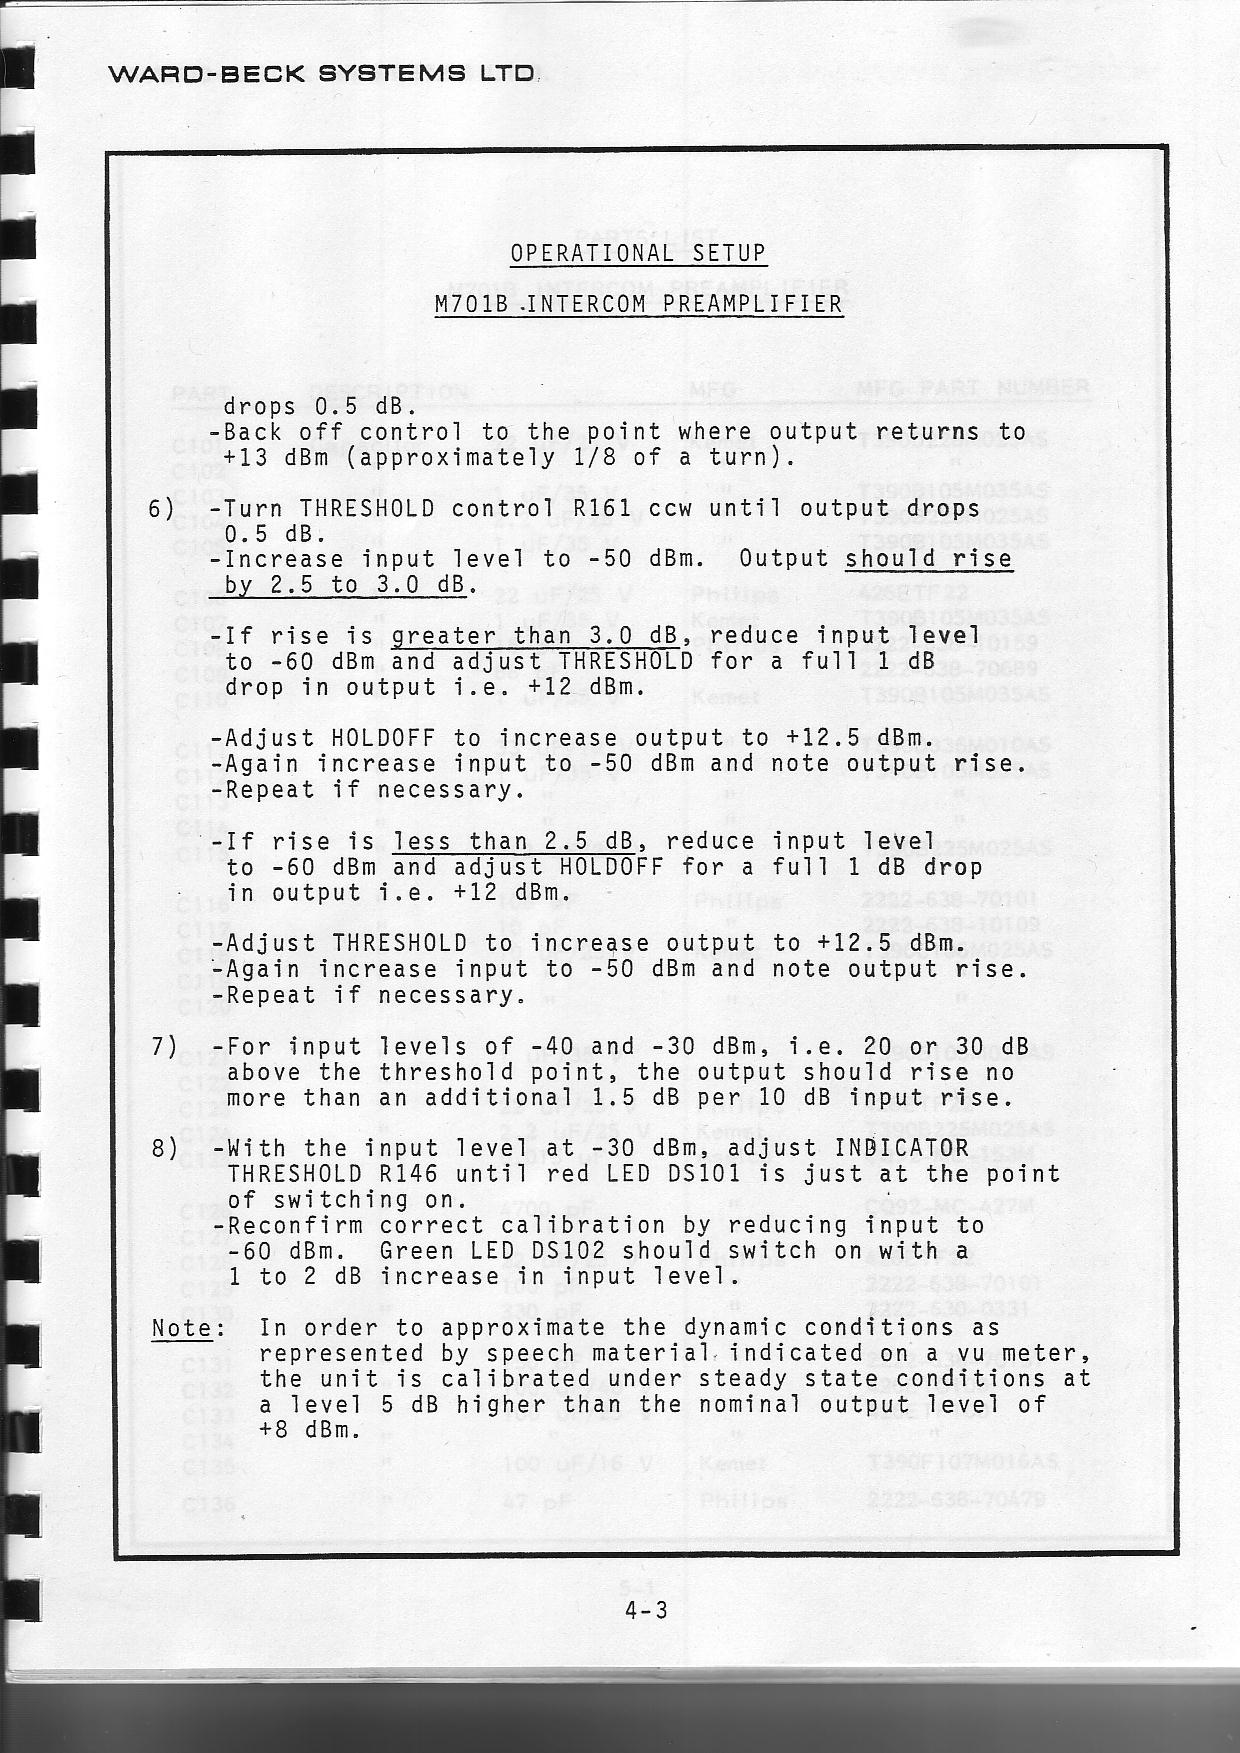 WARD-BECK SYSTEMS LTD.
OPERATIONAL SETUP
M701B INTERCOM PREAMPLIFIER
drops 0.5 dB.
-Back off control to the point where output returns to
+13 dBm (approximately 1/8 of a turn).
6) -Turn THRESHOLD control R161 ccw until output drops
0.5 dB.
-Increase input level to -50 dBm. Output should rise
by 2.5 to 3.0 dB.
-If rise is greater than 3.0 dB, reduce input level
to -60 dBm and adjust THRESHOLD for a full 1 dB
drop in output i.e. +12 dBm.
-Adjust HOLDOFF to increase output to +12.5 dBm.
-Again increase input to -50 dBm and note output rise.
-Repeat if necessary.
-If rise is less than 2.5 dB, reduce input level
to -60 dBm and adjust HOLDOFF for a full 1 dB drop
in output i.e. +12 dBm.
-Adjust THRESHOLD to increase output to +12.5 dBm.
-Again increase input to -50 dBm and note output rise.
-Repeat if necessary.
7) -For input levels of -40 and -30 dBm, i.e. 20 or 30 dB
above the threshold point, the output should rise no
more than an additional 1.5 dB per 10 dB input rise.
8) -With the input level at -30 dBm, adjust INDICATOR
THRESHOLD R146 until red LED DS101 is just at the point
of switching on.
-Reconfirm correct calibration by reducing input to
-60 dBm. Green LED DS102 should switch on with a
1 to 2 dB increase in input level.
Note: In order to approximate the dynamic conditions as
represented by speech material indicated on a vu meter,
the unit is calibrated under steady state conditions at
a level 5 dB higher than the nominal output level of
+8 dBm.
4-3